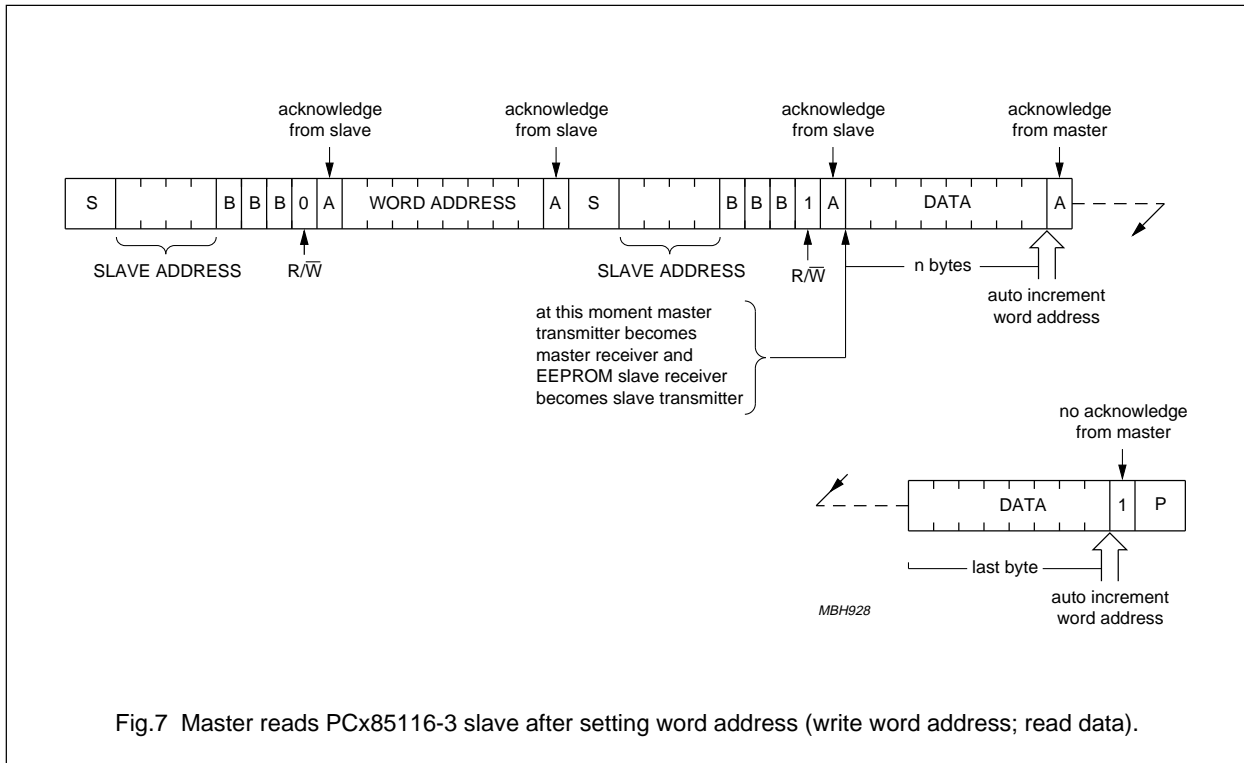 acknowledge from slave
acknowledge from slave
acknowledge from slave
acknowledge from master
S B B B 0 A WORD ADDRESS A S B B B 1 A DATA A
SLAVE ADDRESS
R/W̅
SLAVE ADDRESS
R/W̅
n bytes
auto increment
word address
at this moment master
transmitter becomes
master receiver and
EEPROM slave receiver
becomes slave transmitter
no acknowledge
from master
DATA 1 P
last byte
auto increment
word address
MBH928
Fig.7 Master reads PCx85116-3 slave after setting word address (write word address; read data).